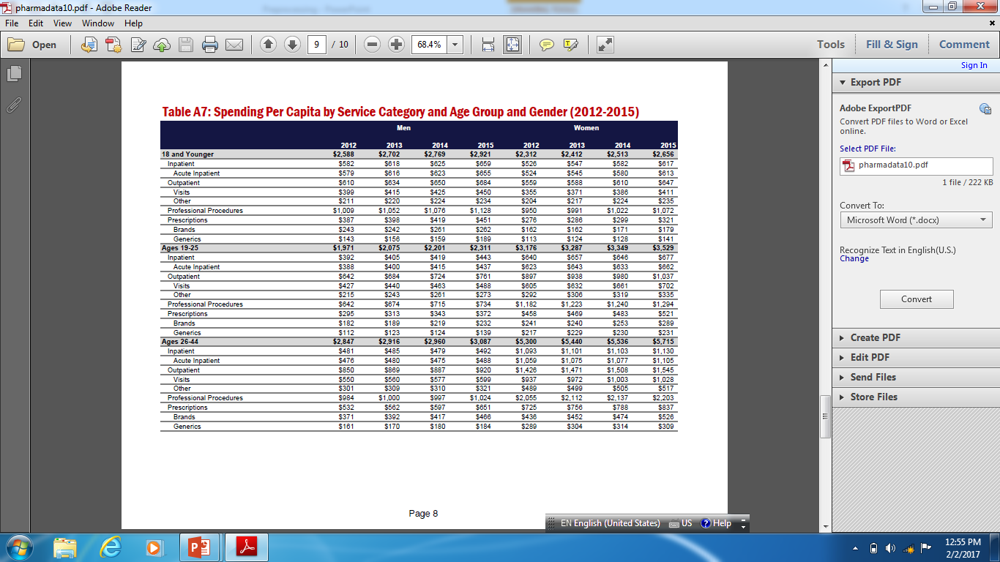 pharmadata10.pdf - Adobe Reader
File Edit View Window Help
Open 9 / 10 68.4% Tools Fill & Sign Comment
Sign In
Export PDF
Adobe ExportPDF
Convert PDF files to Word or Excel
online.
Select PDF File:
pharmadata10.pdf
1 file / 222 KB
Convert To:
Microsoft Word (*.docx)
Recognize Text in English(U.S.)
Change
Convert
Create PDF
Edit PDF
Send Files
Store Files
Table A7: Spending Per Capita by Service Category and Age Group and Gender (2012-2015)
Men Women
2012 2013 2014 2015 2012 2013 2014 2015
18 and Younger $2,588 $2,702 $2,769 $2,921 $2,312 $2,412 $2,513 $2,656
Inpatient $582 $618 $625 $659 $526 $547 $582 $617
Acute Inpatient $579 $616 $623 $655 $524 $545 $580 $613
Outpatient $610 $634 $650 $684 $559 $588 $610 $647
Visits $399 $415 $425 $450 $355 $371 $386 $411
Other $211 $220 $224 $234 $204 $217 $224 $235
Professional Procedures $1,009 $1,052 $1,076 $1,128 $950 $991 $1,022 $1,072
Prescriptions $387 $398 $419 $451 $276 $286 $299 $321
Brands $243 $242 $261 $262 $162 $162 $171 $179
Generics $143 $156 $159 $189 $113 $124 $128 $141
Ages 19-25 $1,971 $2,075 $2,201 $2,311 $3,176 $3,287 $3,349 $3,529
Inpatient $392 $405 $419 $443 $640 $657 $646 $677
Acute Inpatient $388 $400 $415 $437 $623 $643 $633 $662
Outpatient $642 $684 $724 $761 $897 $938 $980 $1,037
Visits $427 $440 $463 $488 $605 $632 $661 $702
Other $215 $243 $261 $273 $292 $306 $319 $335
Professional Procedures $642 $674 $715 $734 $1,182 $1,223 $1,240 $1,294
Prescriptions $295 $313 $343 $372 $458 $469 $483 $521
Brands $182 $189 $219 $232 $241 $240 $253 $289
Generics $112 $123 $124 $139 $217 $229 $230 $231
Ages 26-44 $2,847 $2,916 $2,960 $3,087 $5,300 $5,440 $5,536 $5,715
Inpatient $481 $485 $479 $492 $1,093 $1,101 $1,103 $1,130
Acute Inpatient $476 $480 $475 $488 $1,059 $1,075 $1,077 $1,105
Outpatient $850 $869 $887 $920 $1,426 $1,471 $1,508 $1,545
Visits $550 $560 $577 $599 $937 $972 $1,003 $1,028
Other $301 $309 $310 $321 $489 $499 $505 $517
Professional Procedures $984 $1,000 $997 $1,024 $2,055 $2,112 $2,137 $2,203
Prescriptions $532 $562 $597 $651 $725 $756 $788 $837
Brands $371 $392 $417 $466 $436 $452 $474 $526
Generics $161 $170 $180 $184 $289 $304 $314 $309
Page 8
EN English (United States) US Help
12:55 PM
2/2/2017